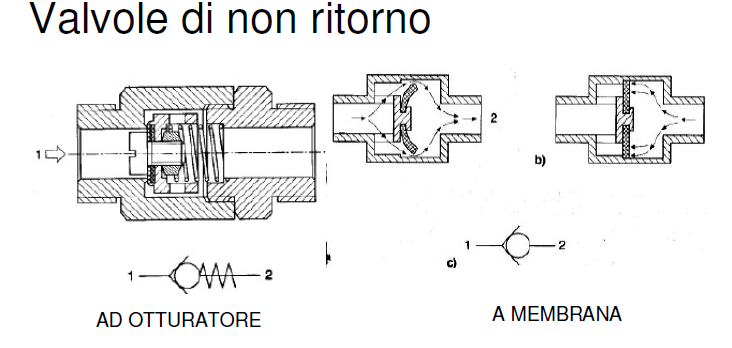 Valvole di non ritorno
1
2
b)
1 2
c)
1 2
AD OTTURATORE
A MEMBRANA